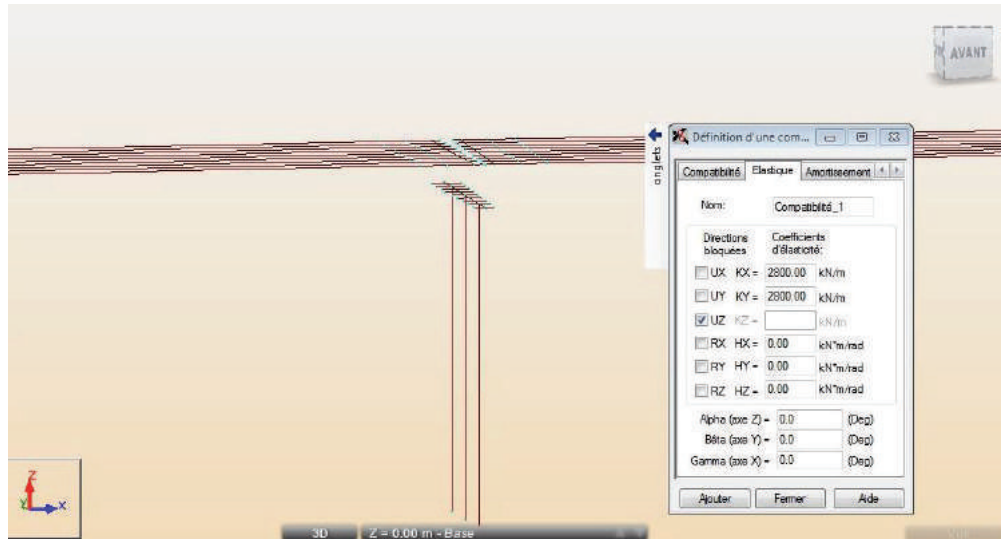 AVANT
anglets
Définition d'une com...
Compatibilité Elastique Amortissement
Nom: Compatibilité_1
Directions bloquées Coefficients d'élasticité:
UX KX = 2800.00 kN/m
UY KY = 2800.00 kN/m
UZ KZ = kN/m
RX HX = 0.00 kN*m/rad
RY HY = 0.00 kN*m/rad
RZ HZ = 0.00 kN*m/rad
Alpha (axe Z) = 0.0 (Deg)
Bêta (axe Y) = 0.0 (Deg)
Gamma (axe X) = 0.0 (Deg)
Ajouter Fermer Aide
Z
Y X
3D Z = 0.00 m - Base